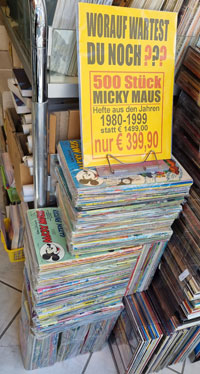 WORAUF WARTEST
DU NOCH ???
500 Stück
MICKY MAUS
Hefte aus den Jahren
1980-1999
statt € 1499,00
nur € 399,90